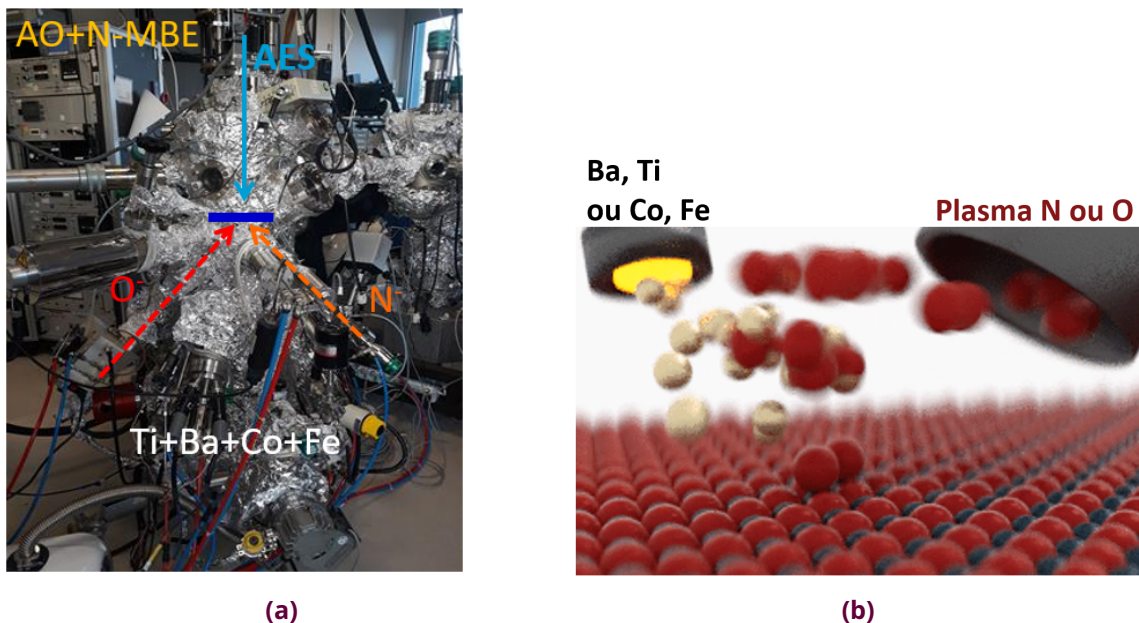 AO+N-MBE
AES
O-
N-
Ti+Ba+Co+Fe
(a)
Ba, Ti
ou Co, Fe
Plasma N ou O
(b)